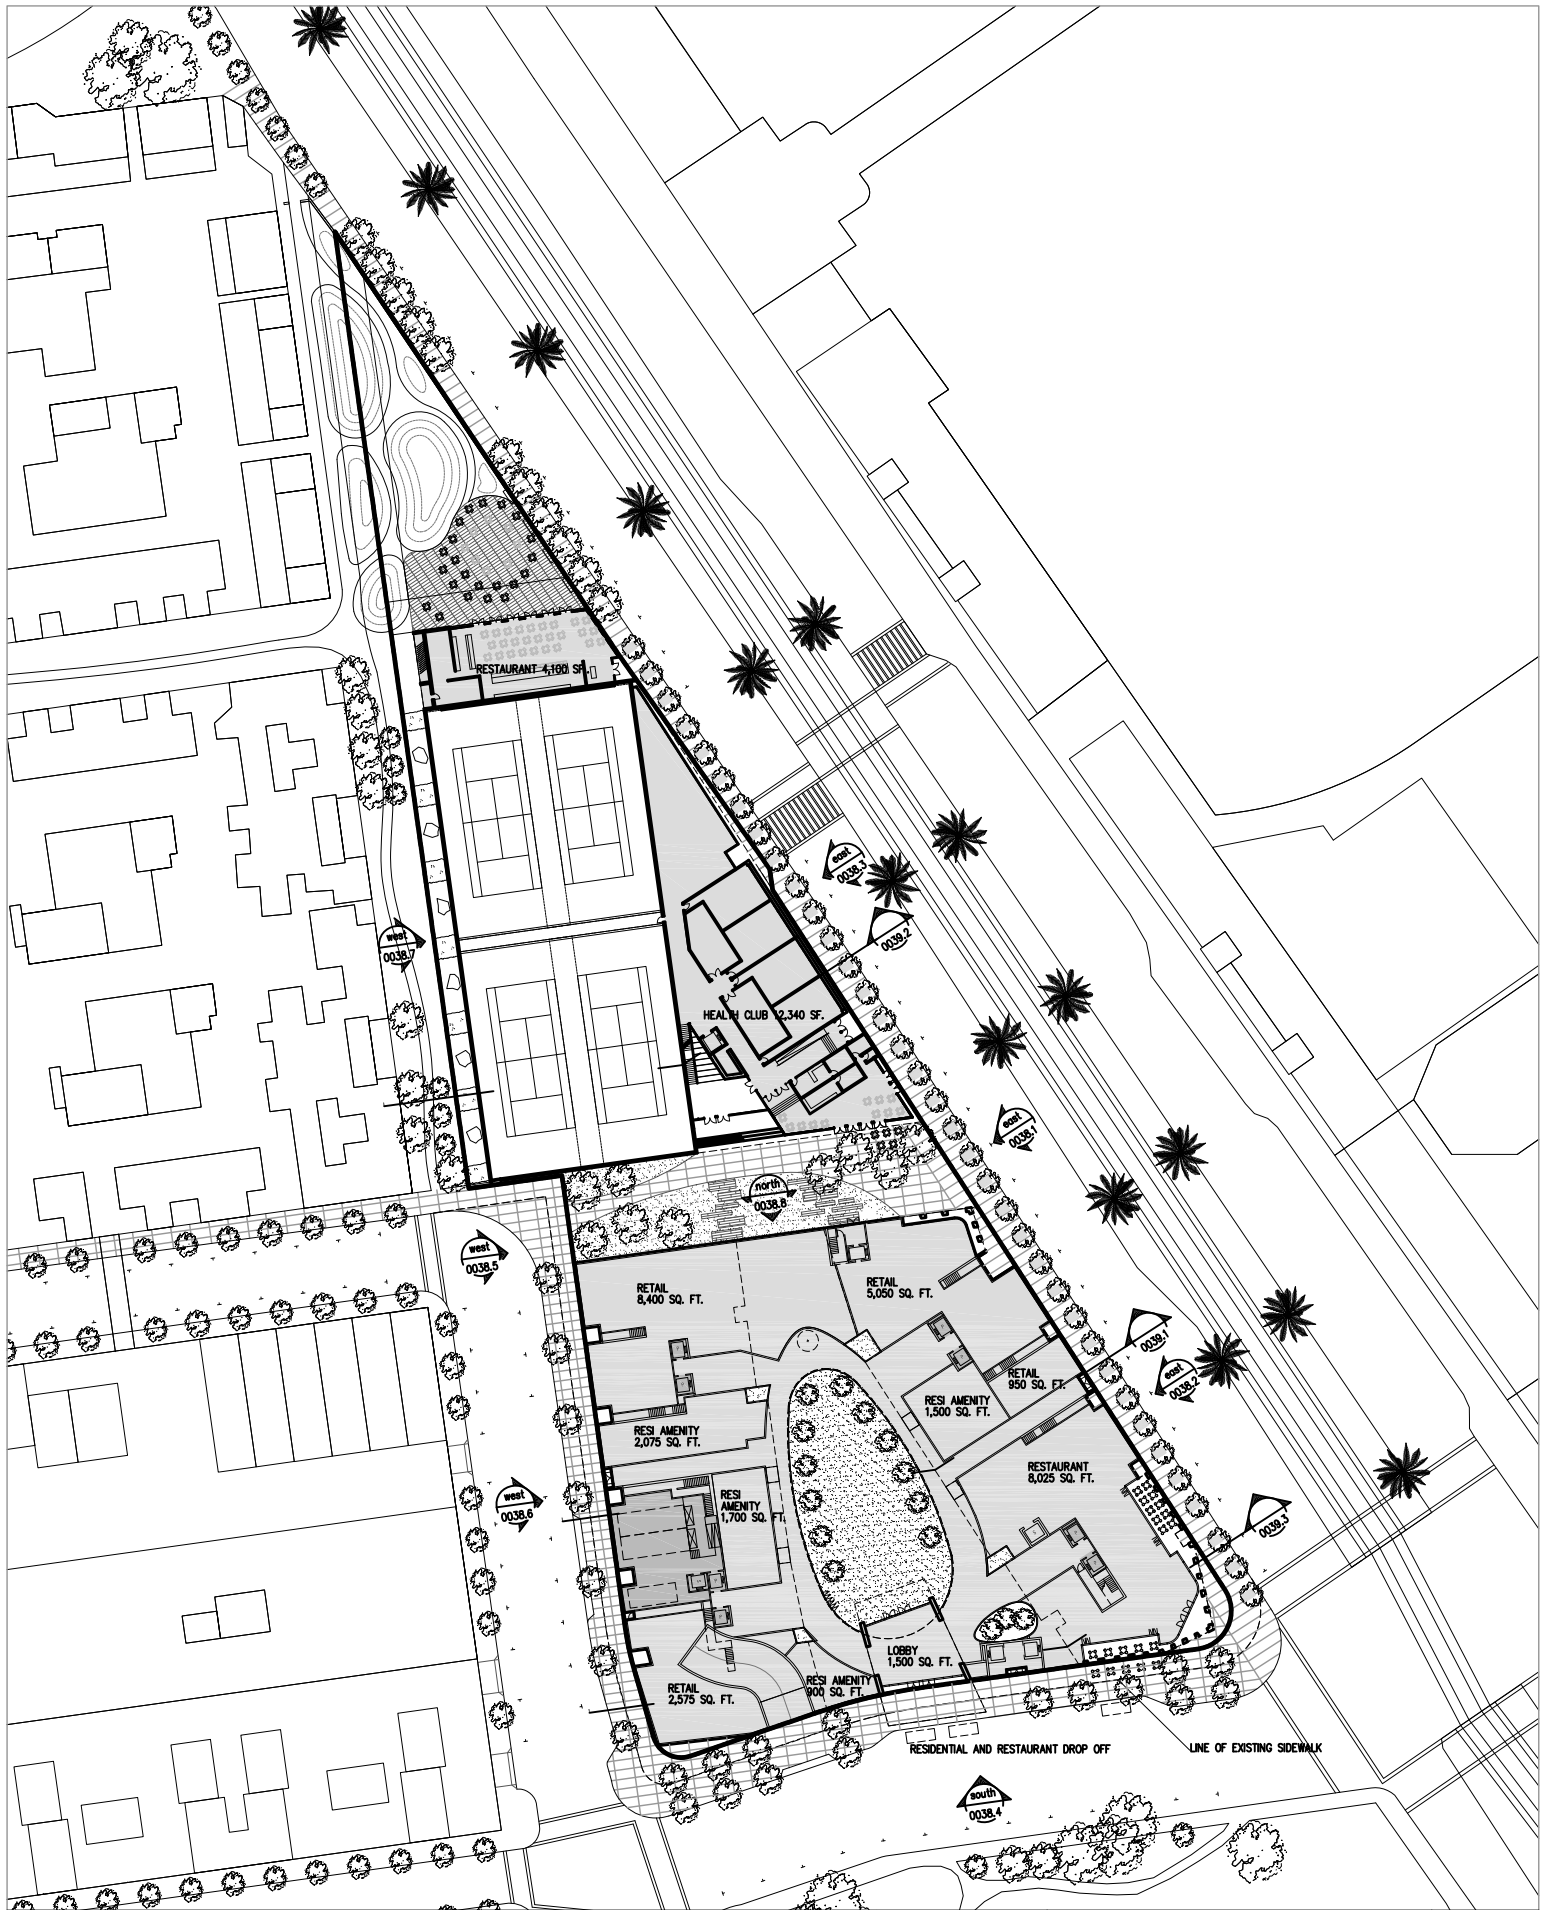 RESTAURANT 4,100 SF.
east
0038.3
0039.2
west
0038.7
HEALTH CLUB 12,340 SF.
east
0038.1
north
0038.8
west
0038.5
RETAIL
8,400 SQ. FT.
RETAIL
5,050 SQ. FT.
0039.1
east
0038.2
RETAIL
950 SQ. FT.
RESI AMENITY
1,500 SQ. FT.
RESI AMENITY
2,075 SQ. FT.
RESTAURANT
8,025 SQ. FT.
west
0038.6
RESI
AMENITY
1,700 SQ. FT.
0039.3
LOBBY
1,500 SQ. FT.
RETAIL
2,575 SQ. FT.
RESI AMENITY
900 SQ. FT.
RESIDENTIAL AND RESTAURANT DROP OFF
LINE OF EXISTING SIDEWALK
south
0038.4